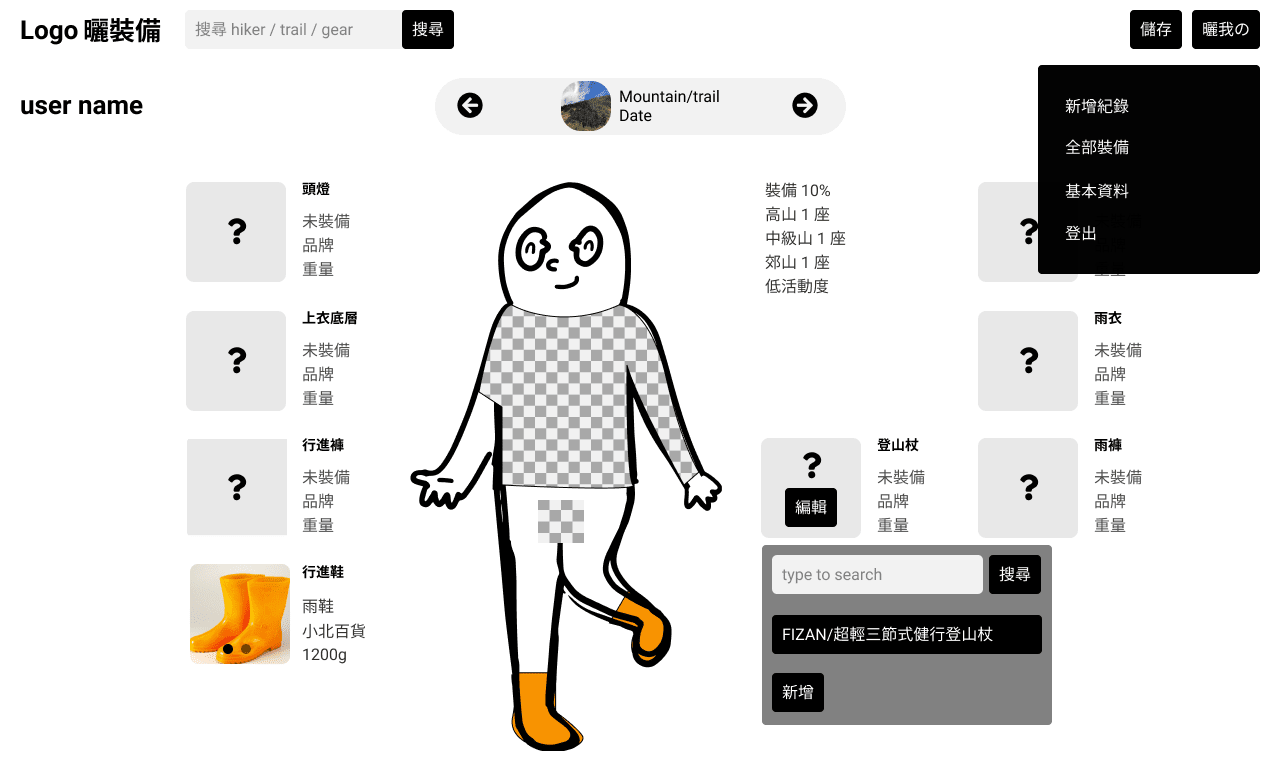 Logo 曬裝備
搜尋 hiker / trail / gear
搜尋
儲存
曬我の
user name
Mountain/trail
Date
新增紀錄
全部裝備
基本資料
登出
頭燈
未裝備
品牌
重量
?
裝備 10%
高山 1 座
中級山 1 座
郊山 1 座
低活動度
?
上衣底層
未裝備
品牌
重量
?
雨衣
未裝備
品牌
重量
?
行進褲
未裝備
品牌
重量
?
登山杖
未裝備
品牌
重量
?
編輯
雨褲
未裝備
品牌
重量
?
行進鞋
雨鞋
小北百貨
1200g
type to search
搜尋
FIZAN/超輕三節式健行登山杖
新增